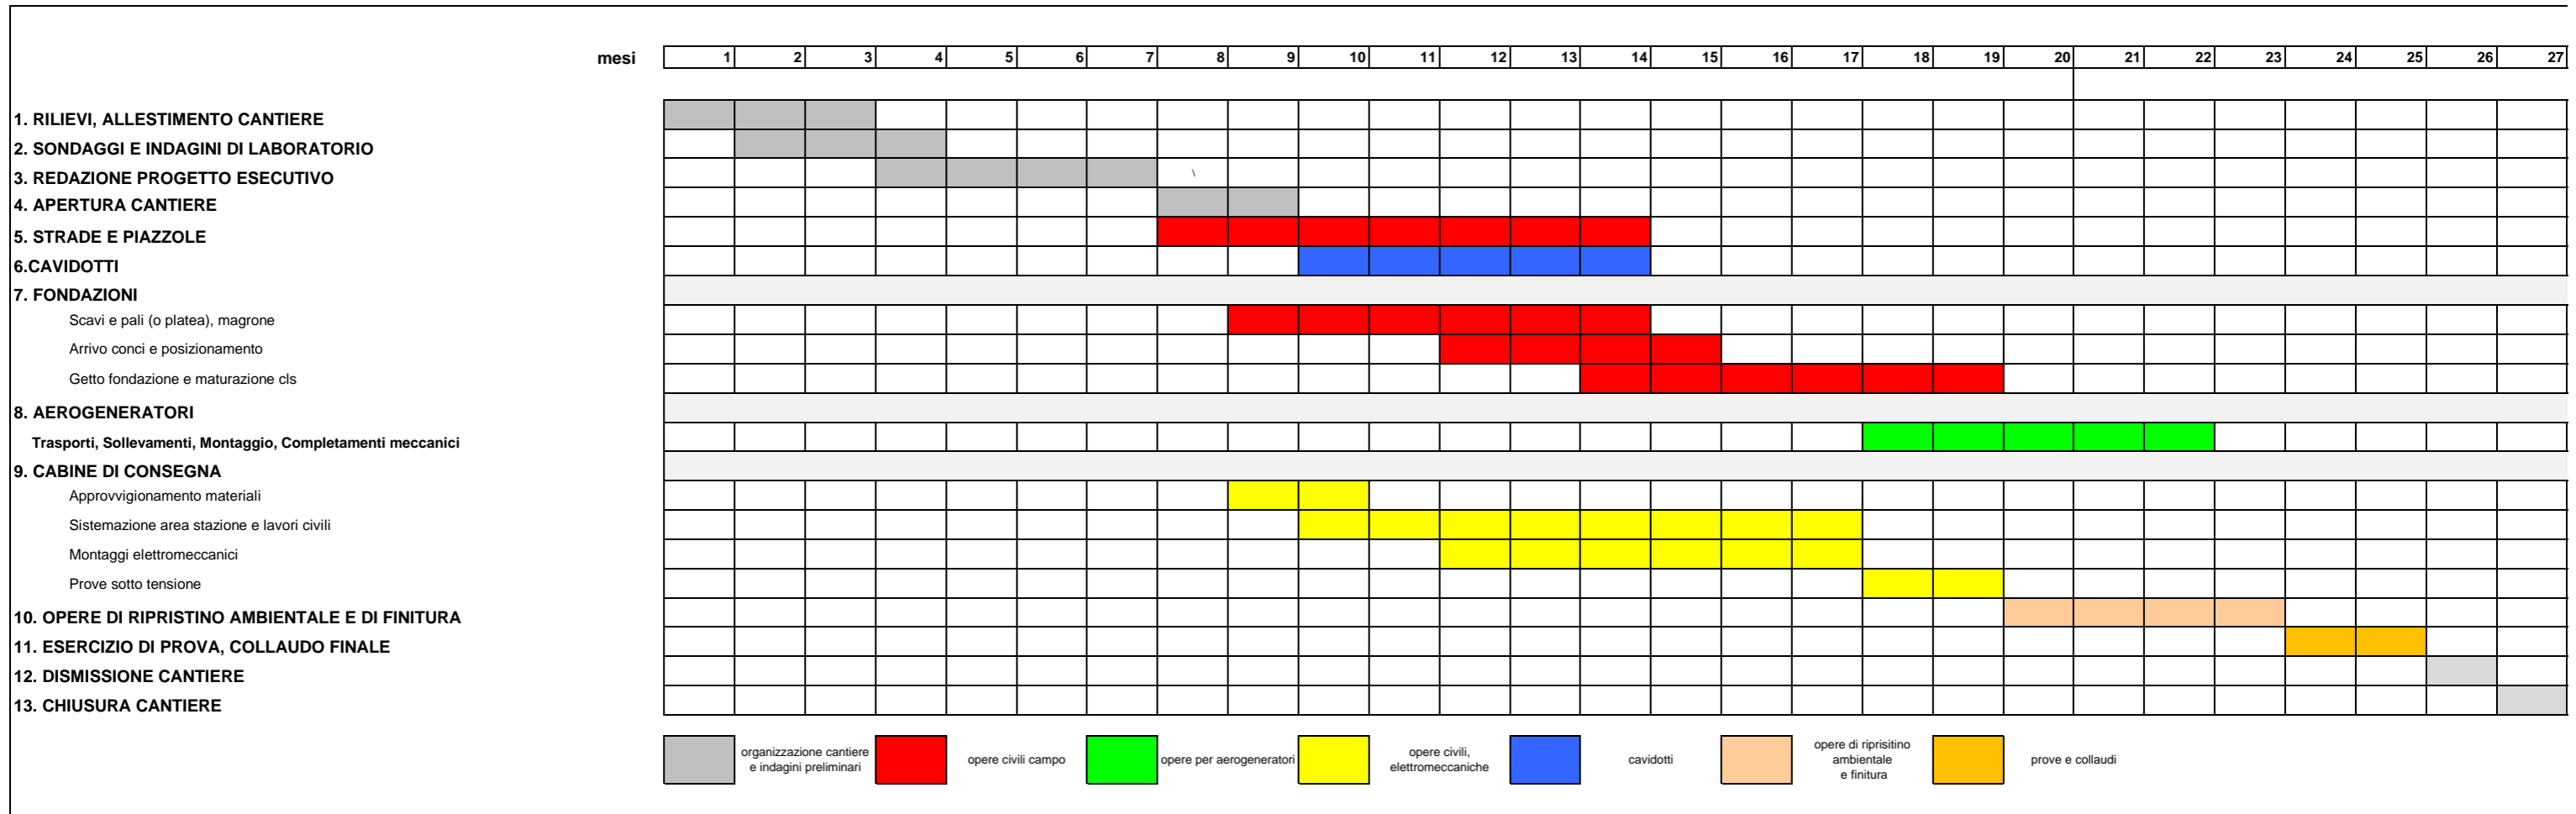 mesi 1 2 3 4 5 6 7 8 9 10 11 12 13 14 15 16 17 18 19 20 21 22 23 24 25 26 27
1. RILIEVI, ALLESTIMENTO CANTIERE
2. SONDAGGI E INDAGINI DI LABORATORIO
3. REDAZIONE PROGETTO ESECUTIVO \
4. APERTURA CANTIERE
5. STRADE E PIAZZOLE
6.CAVIDOTTI
7. FONDAZIONI
Scavi e pali (o platea), magrone
Arrivo conci e posizionamento
Getto fondazione e maturazione cls
8. AEROGENERATORI
Trasporti, Sollevamenti, Montaggio, Completamenti meccanici
9. CABINE DI CONSEGNA
Approvvigionamento materiali
Sistemazione area stazione e lavori civili
Montaggi elettromeccanici
Prove sotto tensione
10. OPERE DI RIPRISTINO AMBIENTALE E DI FINITURA
11. ESERCIZIO DI PROVA, COLLAUDO FINALE
12. DISMISSIONE CANTIERE
13. CHIUSURA CANTIERE
organizzazione cantiere
e indagini preliminari
opere civili campo
opere per aerogeneratori
opere civili,
elettromeccaniche
cavidotti
opere di riprisitino
ambientale
e finitura
prove e collaudi